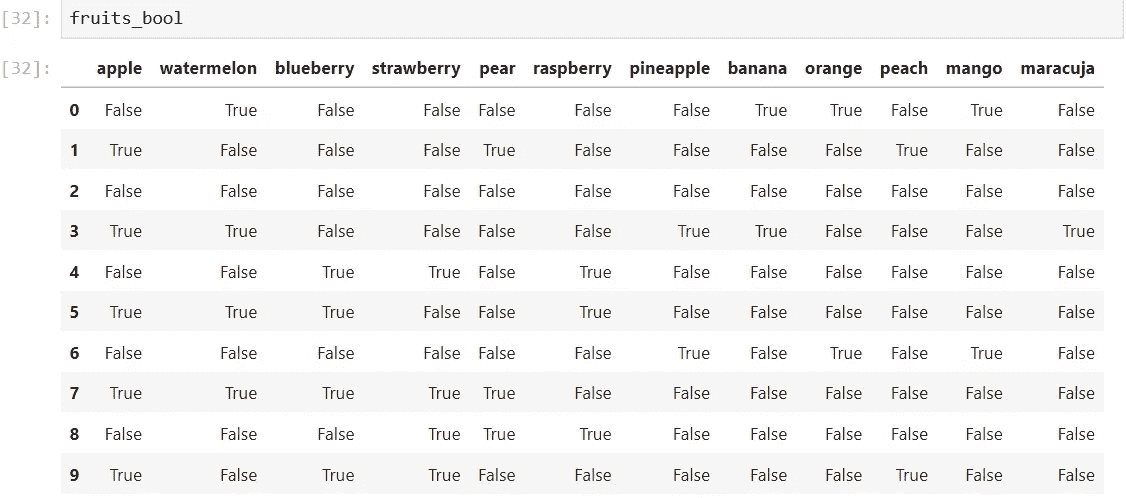 [32]: fruits_bool
[32]: apple watermelon blueberry strawberry pear raspberry pineapple banana orange peach mango maracuja
0 False True False False False False False True True False True False
1 True False False False True False False False False True False False
2 False False False False False False False False False False False False
3 True True False False False False True True False False False True
4 False False True True False True False False False False False False
5 True True True False False True False False False False False False
6 False False False False False False True False True False True False
7 True True True True True False False False False False False False
8 False False False True True True False False False False False False
9 True False True True False False False False False True False False